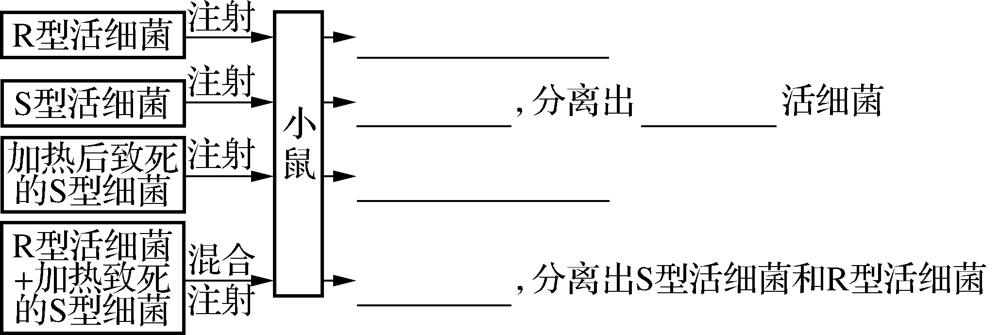 R型活细菌
注射
S型活细菌
注射
,分离出
活细菌
加热后致死
的S型细菌
注射
小
鼠
R型活细菌
+加热致死
的S型细菌
混合
注射
,分离出S型活细菌和R型活细菌